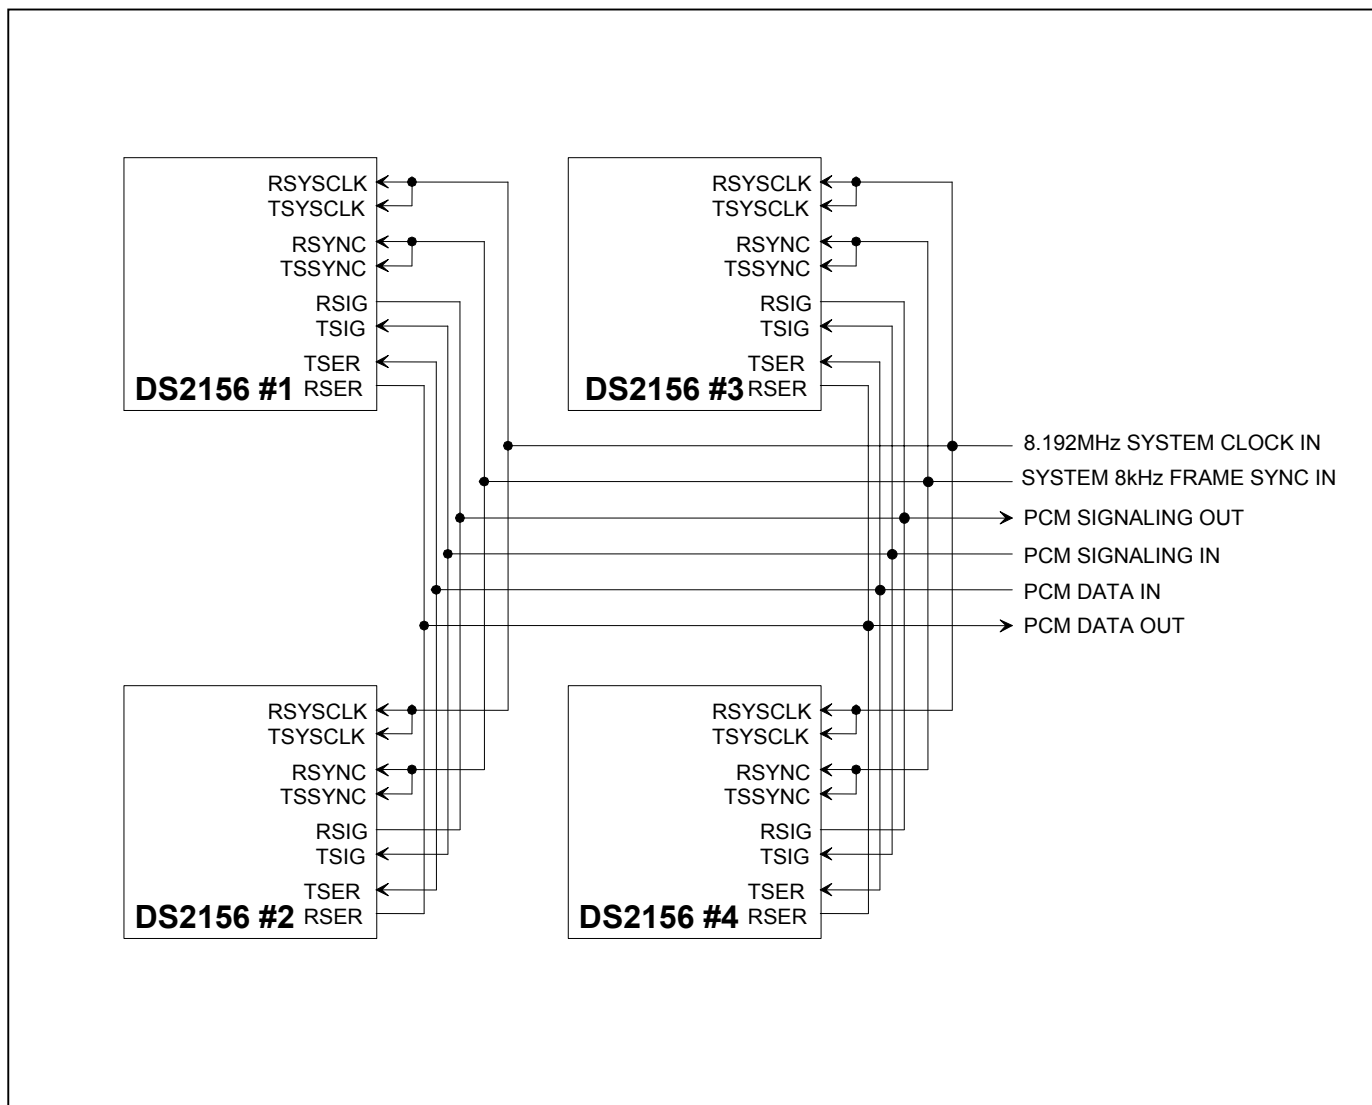 RSYSCLK
TSYSCLK
RSYNC
TSSYNC
RSIG
TSIG
TSER
DS2156 #1 RSER
RSYSCLK
TSYSCLK
RSYNC
TSSYNC
RSIG
TSIG
TSER
DS2156 #3 RSER
8.192MHz SYSTEM CLOCK IN
SYSTEM 8kHz FRAME SYNC IN
PCM SIGNALING OUT
PCM SIGNALING IN
PCM DATA IN
PCM DATA OUT
RSYSCLK
TSYSCLK
RSYNC
TSSYNC
RSIG
TSIG
TSER
DS2156 #2 RSER
RSYSCLK
TSYSCLK
RSYNC
TSSYNC
RSIG
TSIG
TSER
DS2156 #4 RSER